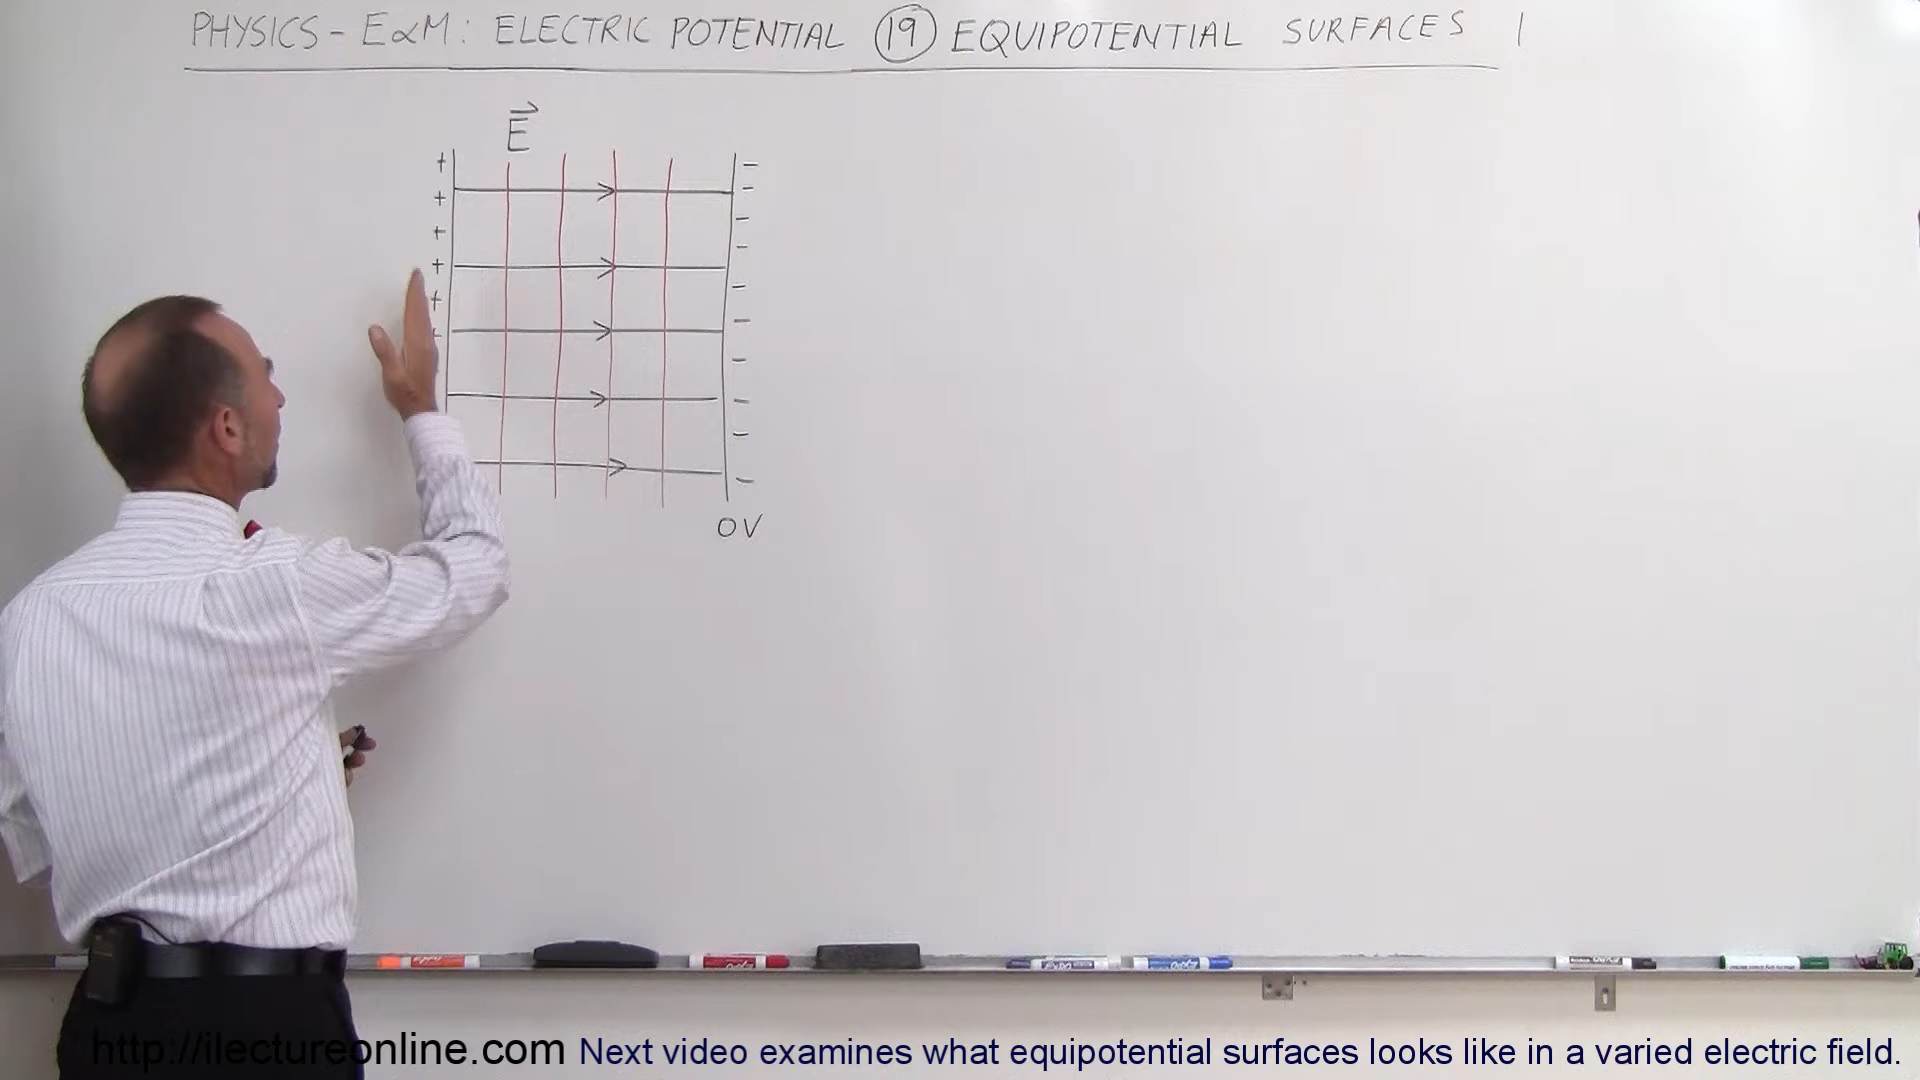 PHYSICS - E&M: ELECTRIC POTENTIAL 19 EQUIPOTENTIAL SURFACES 1
E
0V
http://ilectureonline.com Next video examines what equipotential surfaces looks like in a varied electric field.